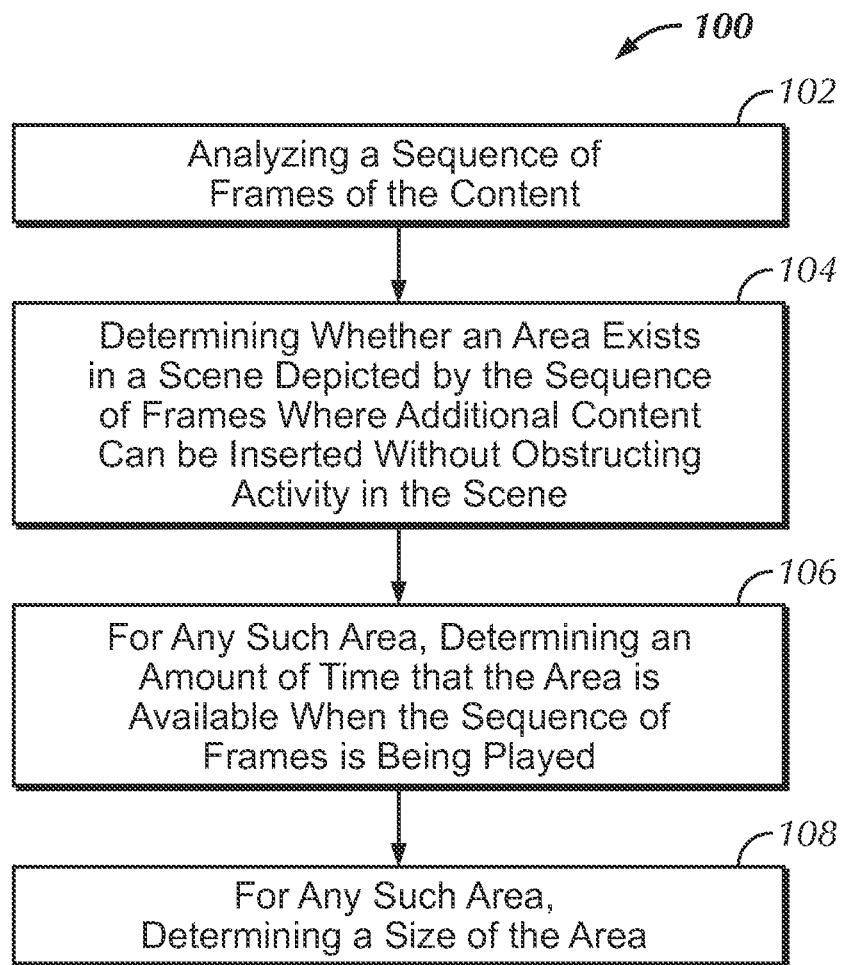 100
102
Analyzing a Sequence of
Frames of the Content
104
Determining Whether an Area Exists
in a Scene Depicted by the Sequence
of Frames Where Additional Content
Can be Inserted Without Obstructing
Activity in the Scene
106
For Any Such Area, Determining an
Amount of Time that the Area is
Available When the Sequence of
Frames is Being Played
108
For Any Such Area,
Determining a Size of the Area